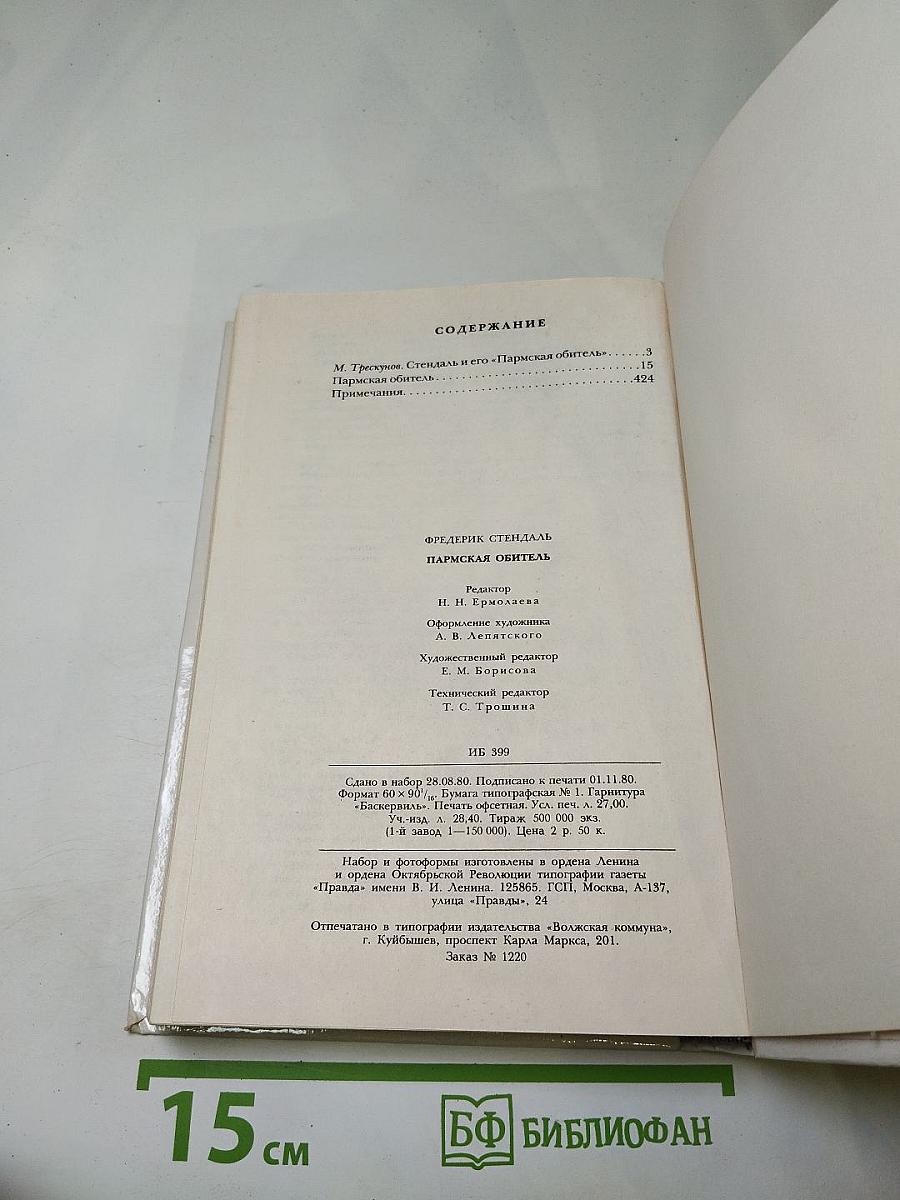 СОДЕРЖАНИЕ
М. Трескунов. Стендаль и его «Пармская обитель» . . . . . . 3
Пармская обитель . . . . . . . . . . . . . . . . . . . . . . . . . . . . . 15
Примечания. . . . . . . . . . . . . . . . . . . . . . . . . . . . . . . . 424
ФРЕДЕРИК СТЕНДАЛЬ
ПАРМСКАЯ ОБИТЕЛЬ
Редактор
Н. Н. Ермолаева
Оформление художника
А. В. Лепятского
Художественный редактор
Е. М. Борисова
Технический редактор
Т. С. Трошина
ИБ 399
Сдано в набор 28.08.80. Подписано к печати 01.11.80.
Формат 60 × 90 1/16. Бумага типографская № 1. Гарнитура
«Баскервиль». Печать офсетная. Усл. печ. л. 27,00.
Уч.-изд. л. 28,40. Тираж 500 000 экз.
(1-й завод 1—150 000). Цена 2 р. 50 к.
Набор и фотоформы изготовлены в ордена Ленина
и ордена Октябрьской Революции типографии газеты
«Правда» имени В. И. Ленина. 125865. ГСП, Москва, А-137,
улица «Правды», 24
Отпечатано в типографии издательства «Волжская коммуна»,
г. Куйбышев, проспект Карла Маркса, 201.
Заказ № 1220
15 см
БФ БИБЛИОФАН